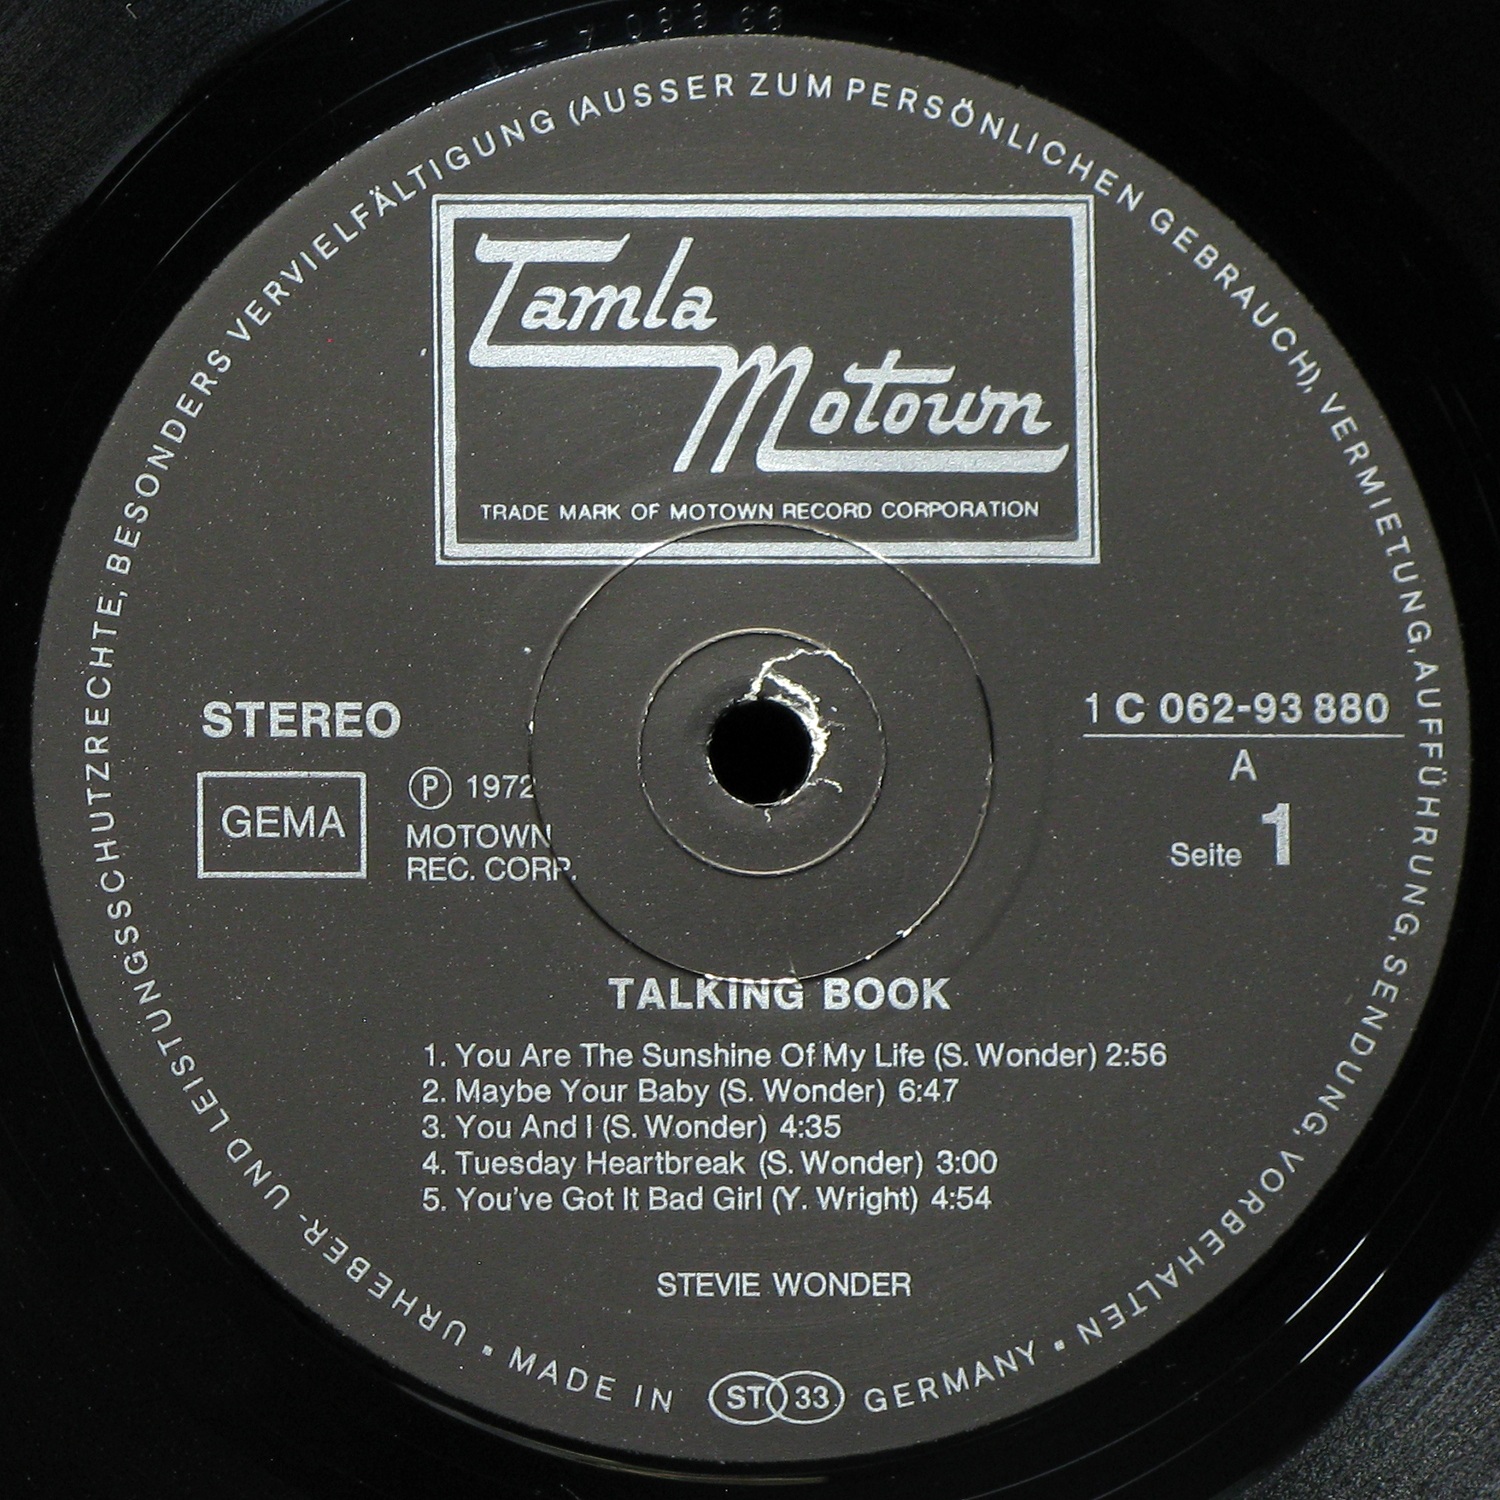 URHEBER- UND LEISTUNGSSCHUTZRECHTE, BESONDERS VERVIELFÄLTIGUNG (AUSSER ZUM PERSÖNLICHEN GEBRAUCH), VERMIETUNG, AUFFÜHRUNG, SENDUNG, VORBEHALTEN •
Tamla
Motown
TRADE MARK OF MOTOWN RECORD CORPORATION
STEREO
GEMA
Ⓟ 1972
MOTOWN
REC. CORP.
1 C 062-93 880
A
Seite 1
TALKING BOOK
1. You Are The Sunshine Of My Life (S. Wonder) 2:56
2. Maybe Your Baby (S. Wonder) 6:47
3. You And I (S. Wonder) 4:35
4. Tuesday Heartbreak (S. Wonder) 3:00
5. You've Got It Bad Girl (Y. Wright) 4:54
STEVIE WONDER
• MADE IN ST 33 GERMANY